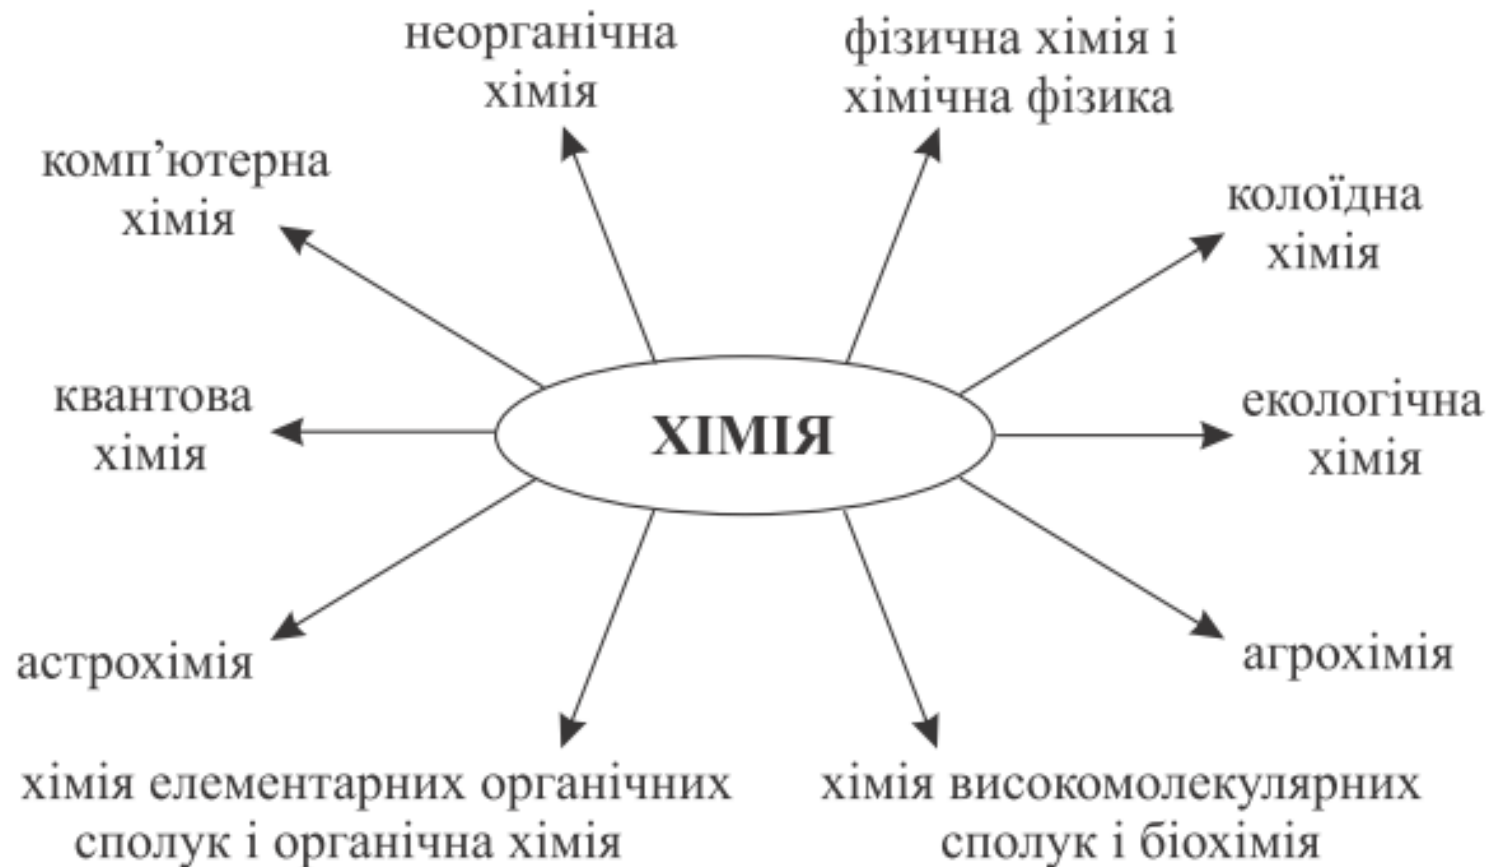 неорганічна
хімія
фізична хімія і
хімічна фізика
комп’ютерна
хімія
колоїдна
хімія
квантова
хімія
ХІМІЯ
екологічна
хімія
астрохімія
агрохімія
хімія елементарних органічних
сполук і органічна хімія
хімія високомолекулярних
сполук і біохімія